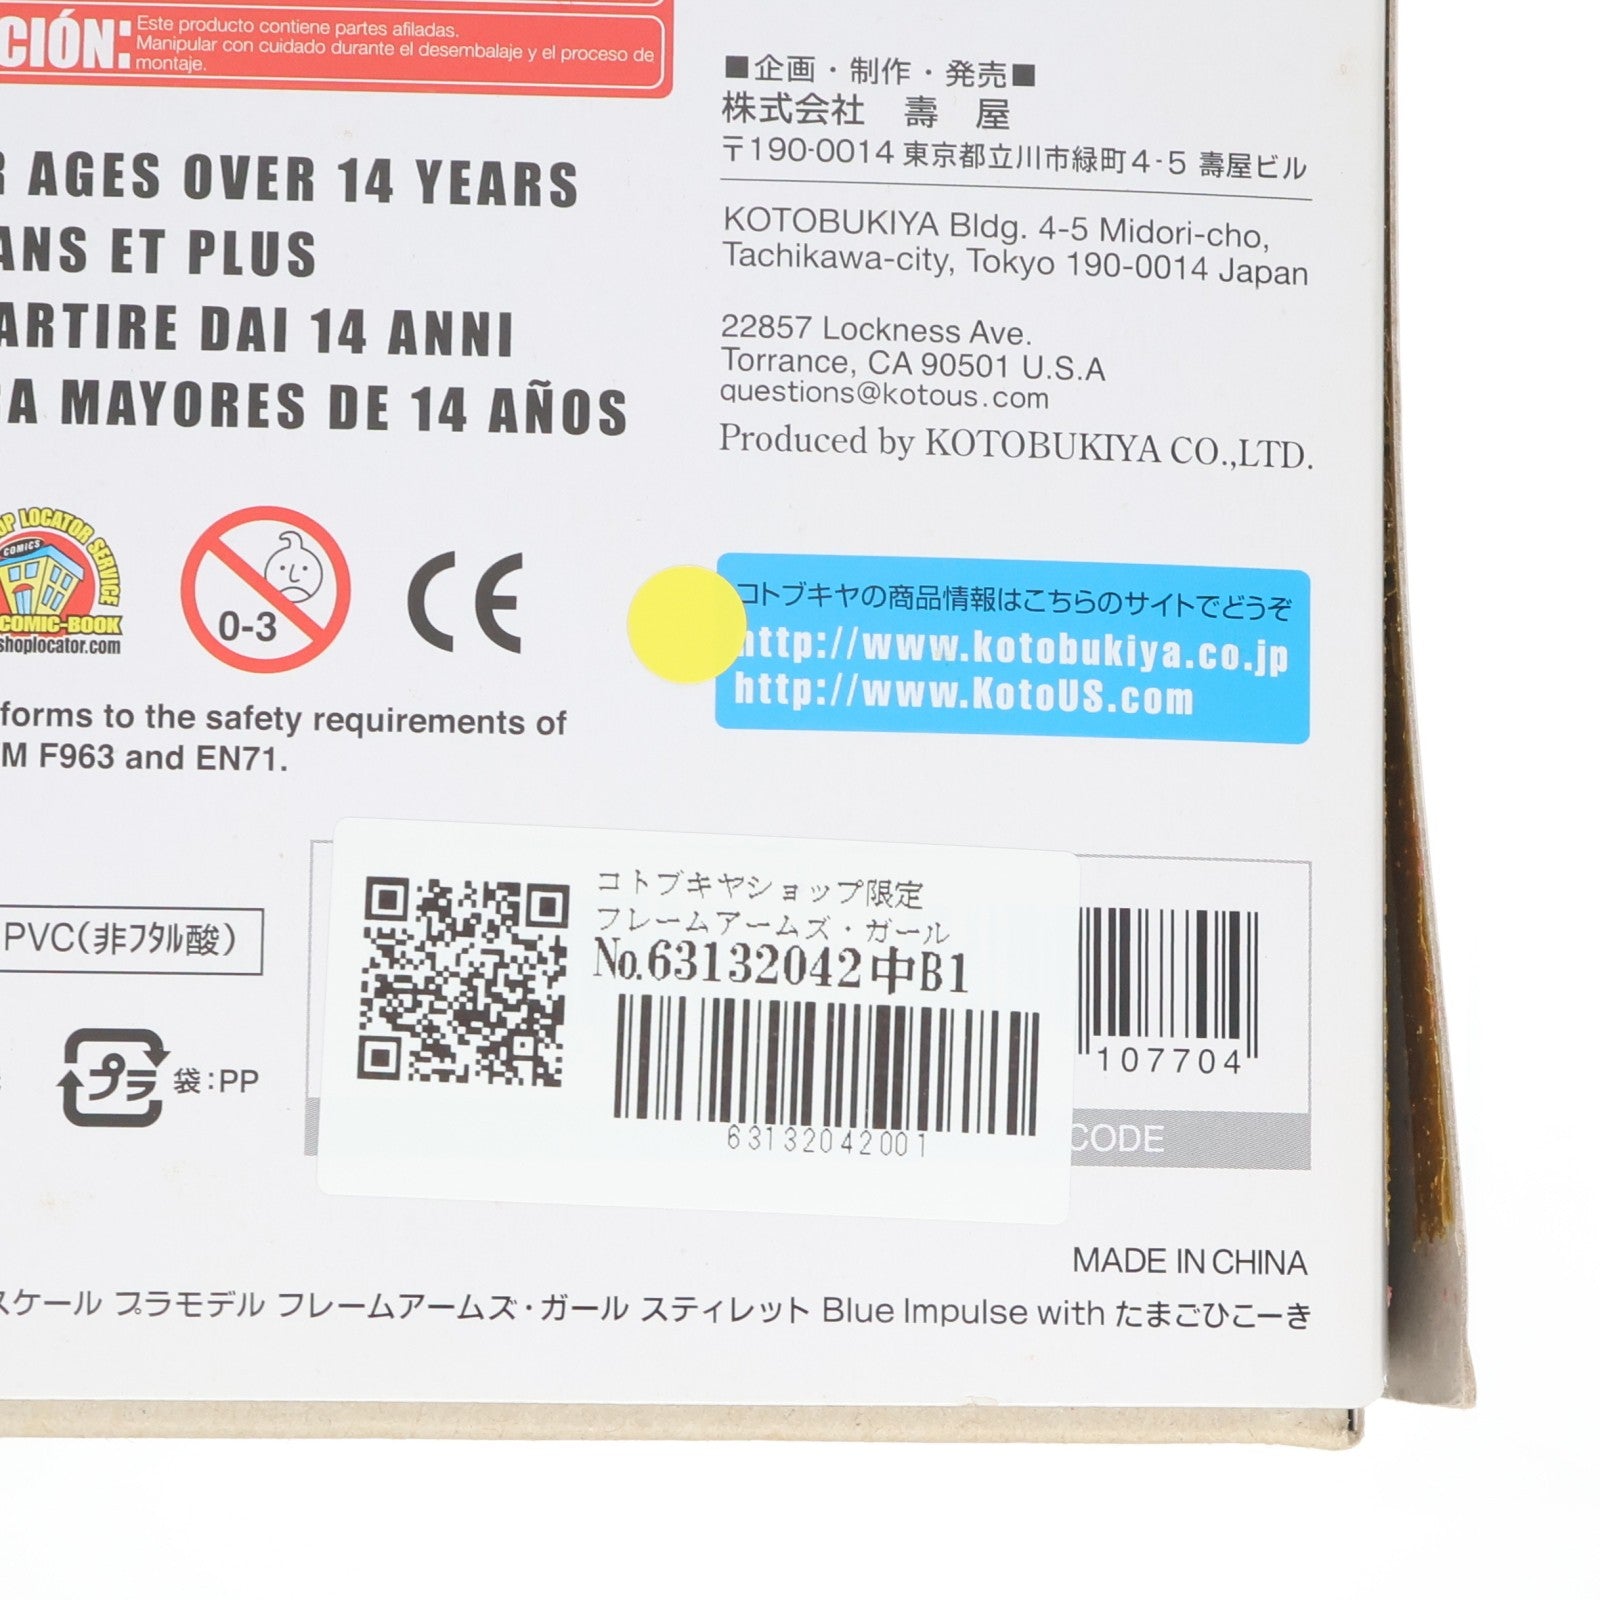 CIÓN:
Este producto contiene partes afiladas.
Manipular con cuidado durante el desembalaje y el proceso de
montaje.
AGES OVER 14 YEARS
ANS ET PLUS
ARTIRE DAI 14 ANNI
A MAYORES DE 14 AÑOS
■企画・制作・発売■
株式会社 壽 屋
〒190-0014 東京都立川市緑町4-5 壽屋ビル
KOTOBUKIYA Bldg. 4-5 Midori-cho,
Tachikawa-city, Tokyo 190-0014 Japan
22857 Lockness Ave.
Torrance, CA 90501 U.S.A
questions@kotous.com
Produced by KOTOBUKIYA CO.,LTD.
OP LOCATOR SERVICE
COMICS
COMIC-BOOK
shoplocator.com
0-3
CE
コトブキヤの商品情報はこちらのサイトでどうぞ
http://www.kotobukiya.co.jp
http://www.KotoUS.com
forms to the safety requirements of
M F963 and EN71.
PVC(非フタル酸)
プラ 袋:PP
コトブキヤショップ限定
フレームアームズ・ガール
No.63132042中B1
63132042001
107704
CODE
MADE IN CHINA
スケール プラモデル フレームアームズ・ガール スティレット Blue Impulse with たまごひこーき